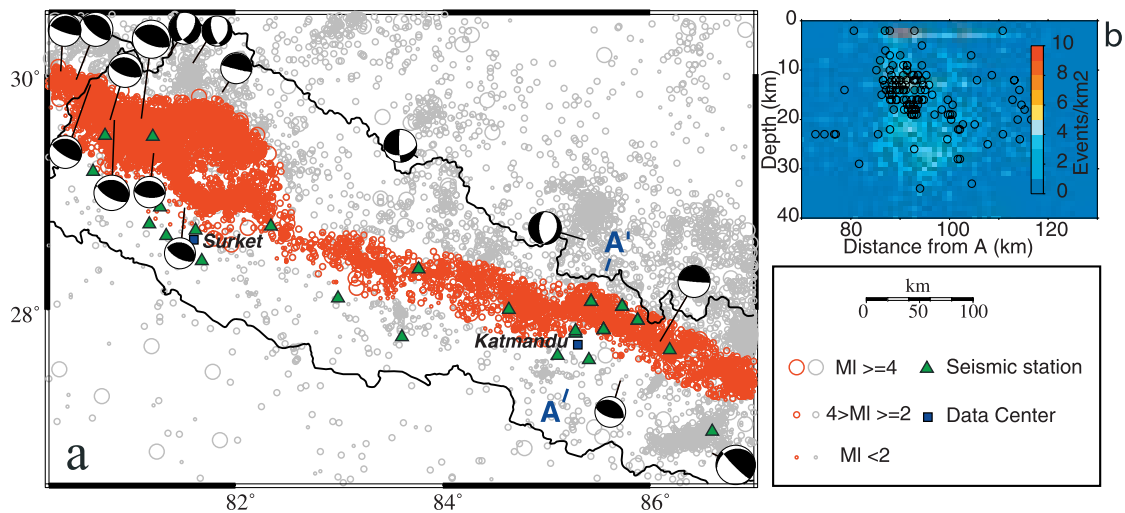 30°
28°
82°
84°
86°
Surket
Katmandu
A'
A'
a
b
0
10
20
30
40
Depth (km)
80
100
120
Distance from A (km)
10
8
6
4
2
0
Events/km2
km
0 50 100
Ml >=4
Seismic station
4>Ml >=2
Data Center
Ml <2